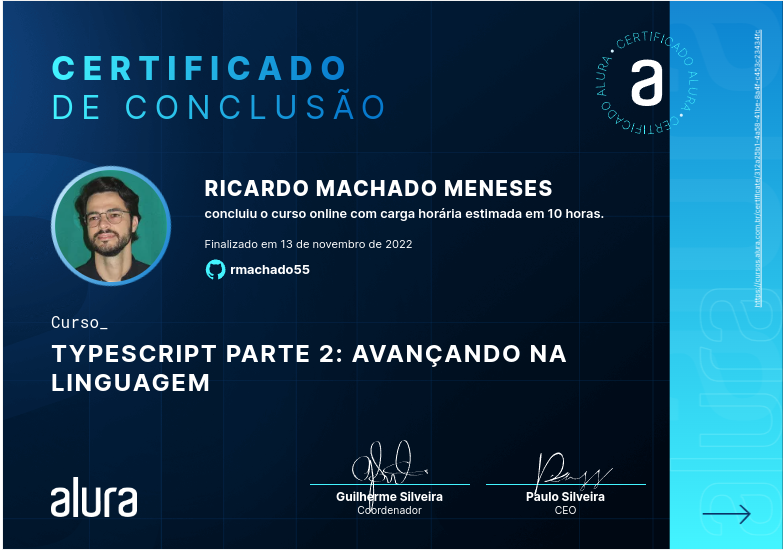 CERTIFICADO
DE CONCLUSÃO
CERTIFICADO ALURA • CERTIFICADO ALURA •
a
RICARDO MACHADO MENESES
concluiu o curso online com carga horária estimada em 10 horas.
Finalizado em 13 de novembro de 2022
rmachado55
Curso_
TYPESCRIPT PARTE 2: AVANÇANDO NA
LINGUAGEM
alura
Guilherme Silveira
Coordenador
Paulo Silveira
CEO
alura